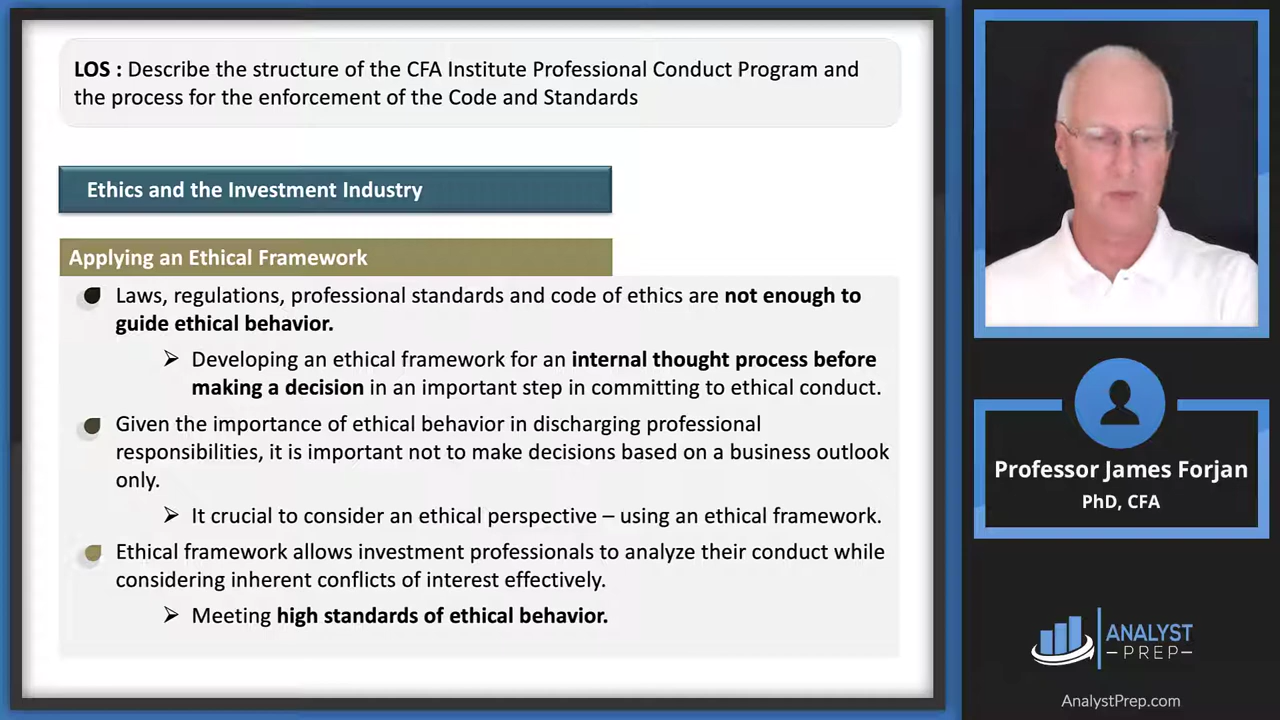 LOS : Describe the structure of the CFA Institute Professional Conduct Program and
the process for the enforcement of the Code and Standards
Ethics and the Investment Industry
Applying an Ethical Framework
Laws, regulations, professional standards and code of ethics are not enough to
guide ethical behavior.
Developing an ethical framework for an internal thought process before
making a decision in an important step in committing to ethical conduct.
Given the importance of ethical behavior in discharging professional
responsibilities, it is important not to make decisions based on a business outlook
only.
It crucial to consider an ethical perspective – using an ethical framework.
Ethical framework allows investment professionals to analyze their conduct while
considering inherent conflicts of interest effectively.
Meeting high standards of ethical behavior.
Professor James Forjan
PhD, CFA
ANALYST
PREP
AnalystPrep.com